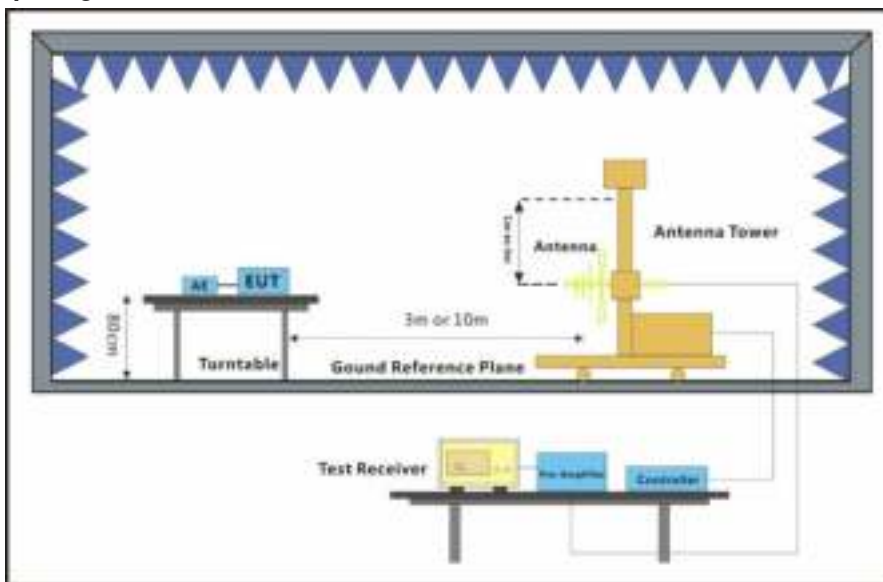 Antenna Tower
Antenna
AE
EUT
80cm
3m or 10m
Turntable
Gound Reference Plane
Test Receiver
Controller